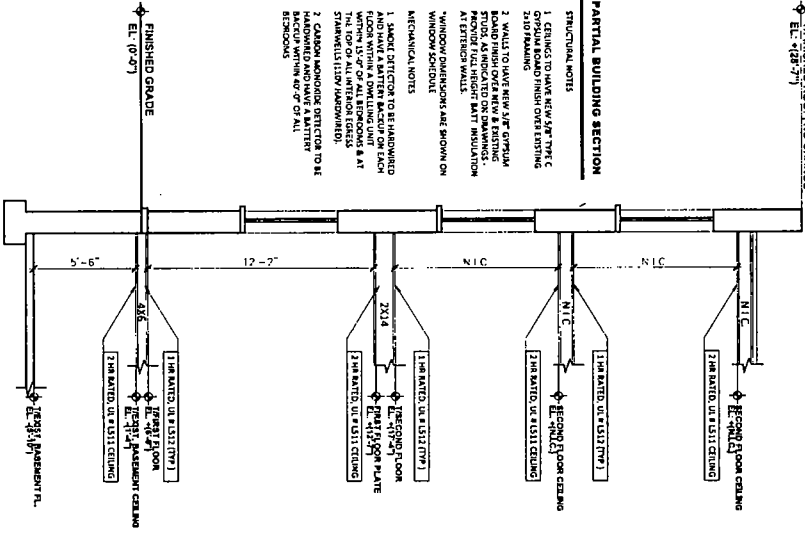 EL. +(28'-7")
PARTIAL BUILDING SECTION
STRUCTURAL NOTES
1 CEILINGS TO HAVE NEW 5/8" TYPE C
GYPSUM BOARD FINISH OVER EXISTING
2x10 FRAMING
2 WALLS TO HAVE NEW 5/8" GYPSUM
BOARD FINISH OVER NEW & EXISTING
STUDS, AS INDICATED ON DRAWINGS -
PROVIDE FULL HEIGHT BATT INSULATION
AT EXTERIOR WALLS.
*WINDOW DIMENSIONS ARE SHOWN ON
WINDOW SCHEDULE
MECHANICAL NOTES
1 SMOKE DETECTOR TO BE HARDWIRED
AND HAVE A BATTERY BACKUP ON EACH
FLOOR WITHIN A DWELLING UNIT
WITHIN 15'-0" OF ALL BEDROOMS & AT
THE TOP OF ALL INTERIOR EGRESS
STAIRWELLS (110V HARDWIRED).
2 CARBON MONOXIDE DETECTOR TO BE
HARDWIRED AND HAVE A BATTERY
BACKUP WITHIN 40'-0" OF ALL
BEDROOMS
FINISHED GRADE
EL. (0'-0")
N I C
N I C
12'-2"
5'-6"
N I C
N I C
2X14
4X6
2 HR RATED, UL # L511 CEILING
SECOND FLOOR CEILING
EL. +(N.I.C.)
1 HR RATED, UL # L512 (TYP )
SECOND FLOOR CEILING
EL. +(N.I.C.)
2 HR RATED, UL # L511 CEILING
1 HR RATED, UL # L512 (TYP )
T/SECOND FLOOR
FIRST FLOOR PLATE
2 HR RATED, UL # L511 CEILING
1 HR RATED, UL # L512 (TYP )
T/FIRST FLOOR
T/EXIST. BASEMENT CEILING
2 HR RATED, UL # L511 CEILING
T/EXIST. BASEMENT FL.